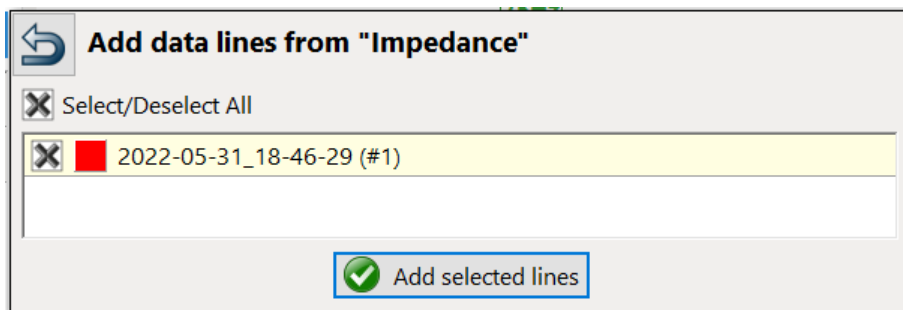 Add data lines from "Impedance"
Select/Deselect All
2022-05-31_18-46-29 (#1)
Add selected lines